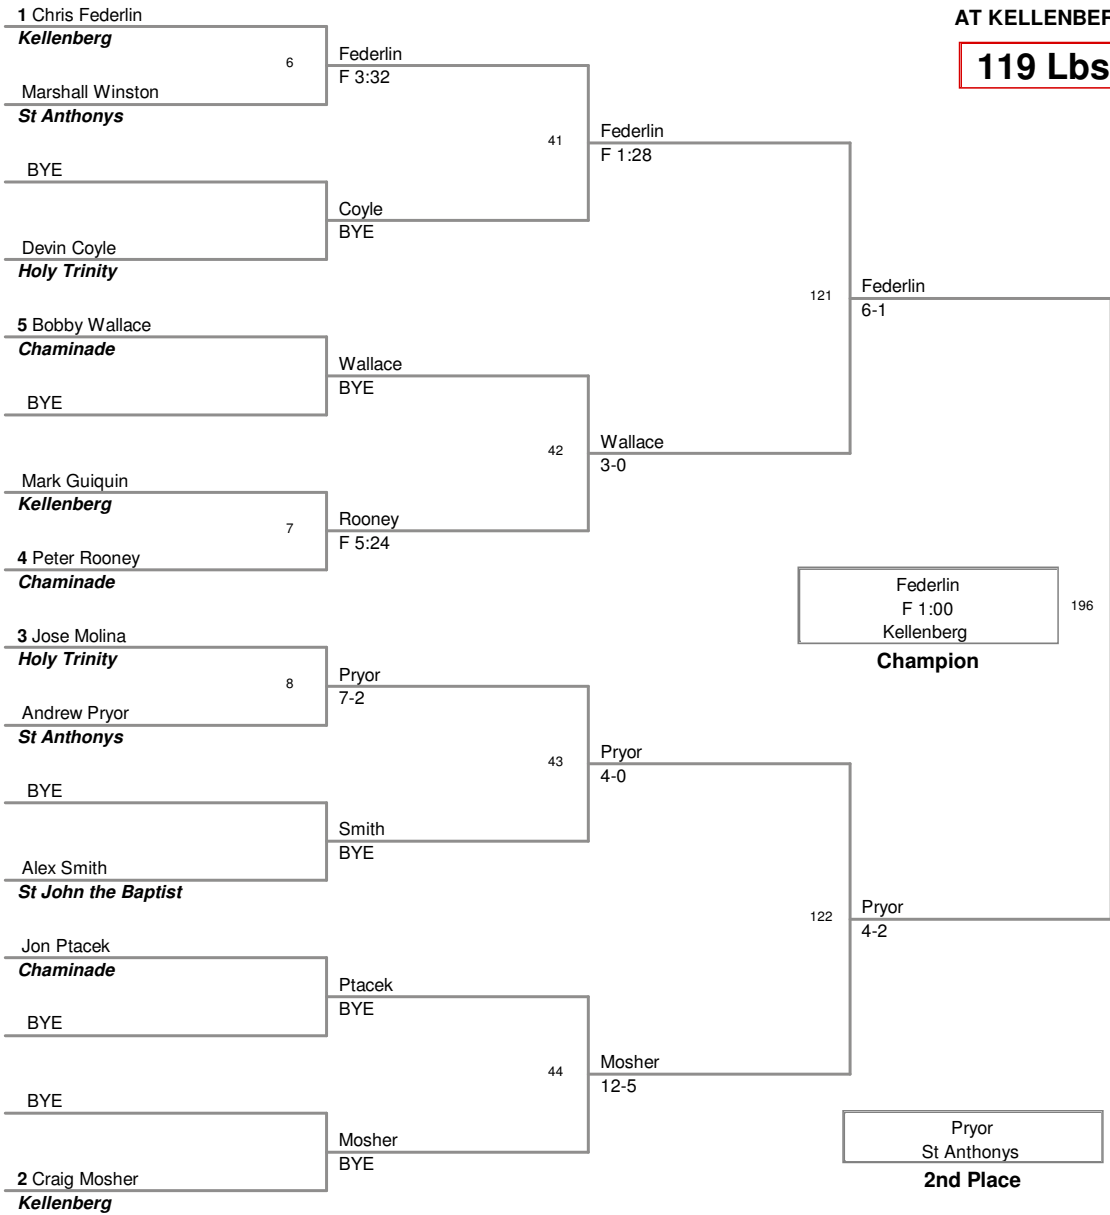 AT KELLENBER
119 Lbs
1 Chris Federlin
Kellenberg
6
Federlin
F 3:32
Marshall Winston
St Anthonys
41
Federlin
F 1:28
BYE
Coyle
BYE
Devin Coyle
Holy Trinity
121
Federlin
6-1
5 Bobby Wallace
Chaminade
Wallace
BYE
BYE
42
Wallace
3-0
Mark Guiquin
Kellenberg
7
Rooney
F 5:24
4 Peter Rooney
Chaminade
Federlin
F 1:00
Kellenberg
196
Champion
3 Jose Molina
Holy Trinity
8
Pryor
7-2
Andrew Pryor
St Anthonys
43
Pryor
4-0
BYE
Smith
BYE
Alex Smith
St John the Baptist
122
Pryor
4-2
Jon Ptacek
Chaminade
Ptacek
BYE
BYE
44
Mosher
12-5
BYE
Mosher
BYE
2 Craig Mosher
Kellenberg
Pryor
St Anthonys
2nd Place